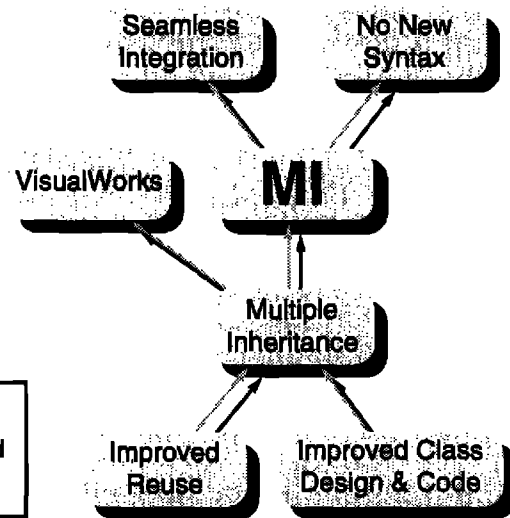 Seamless
Integration
No New
Syntax
VisualWorks
MI
Multiple
Inheritance
Improved
Reuse
Improved Class
Design & Code